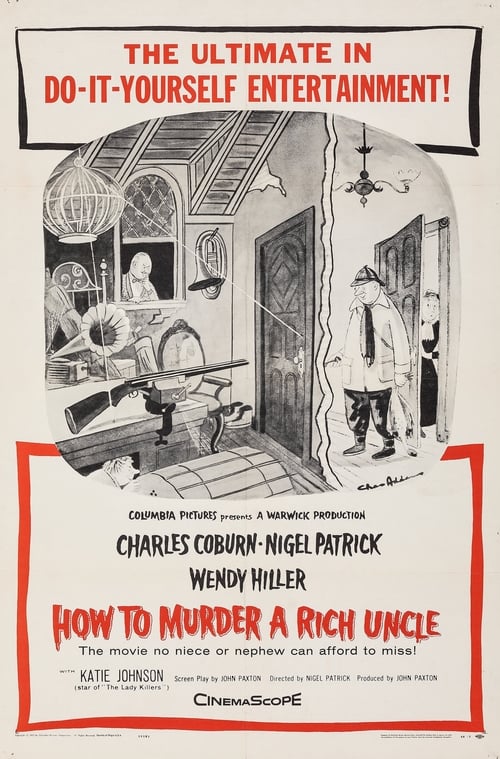 THE ULTIMATE IN
DO-IT-YOURSELF ENTERTAINMENT!
Chas Addams
COLUMBIA PICTURES presents A WARWICK PRODUCTION
CHARLES COBURN · NIGEL PATRICK
WENDY HILLER
HOW TO MURDER A RICH UNCLE
The movie no niece or nephew can afford to miss!
WITH KATIE JOHNSON Screen Play by JOHN PAXTON Directed by NIGEL PATRICK Produced by JOHN PAXTON
(star of "The Lady Killers")
CINEMASCOPE